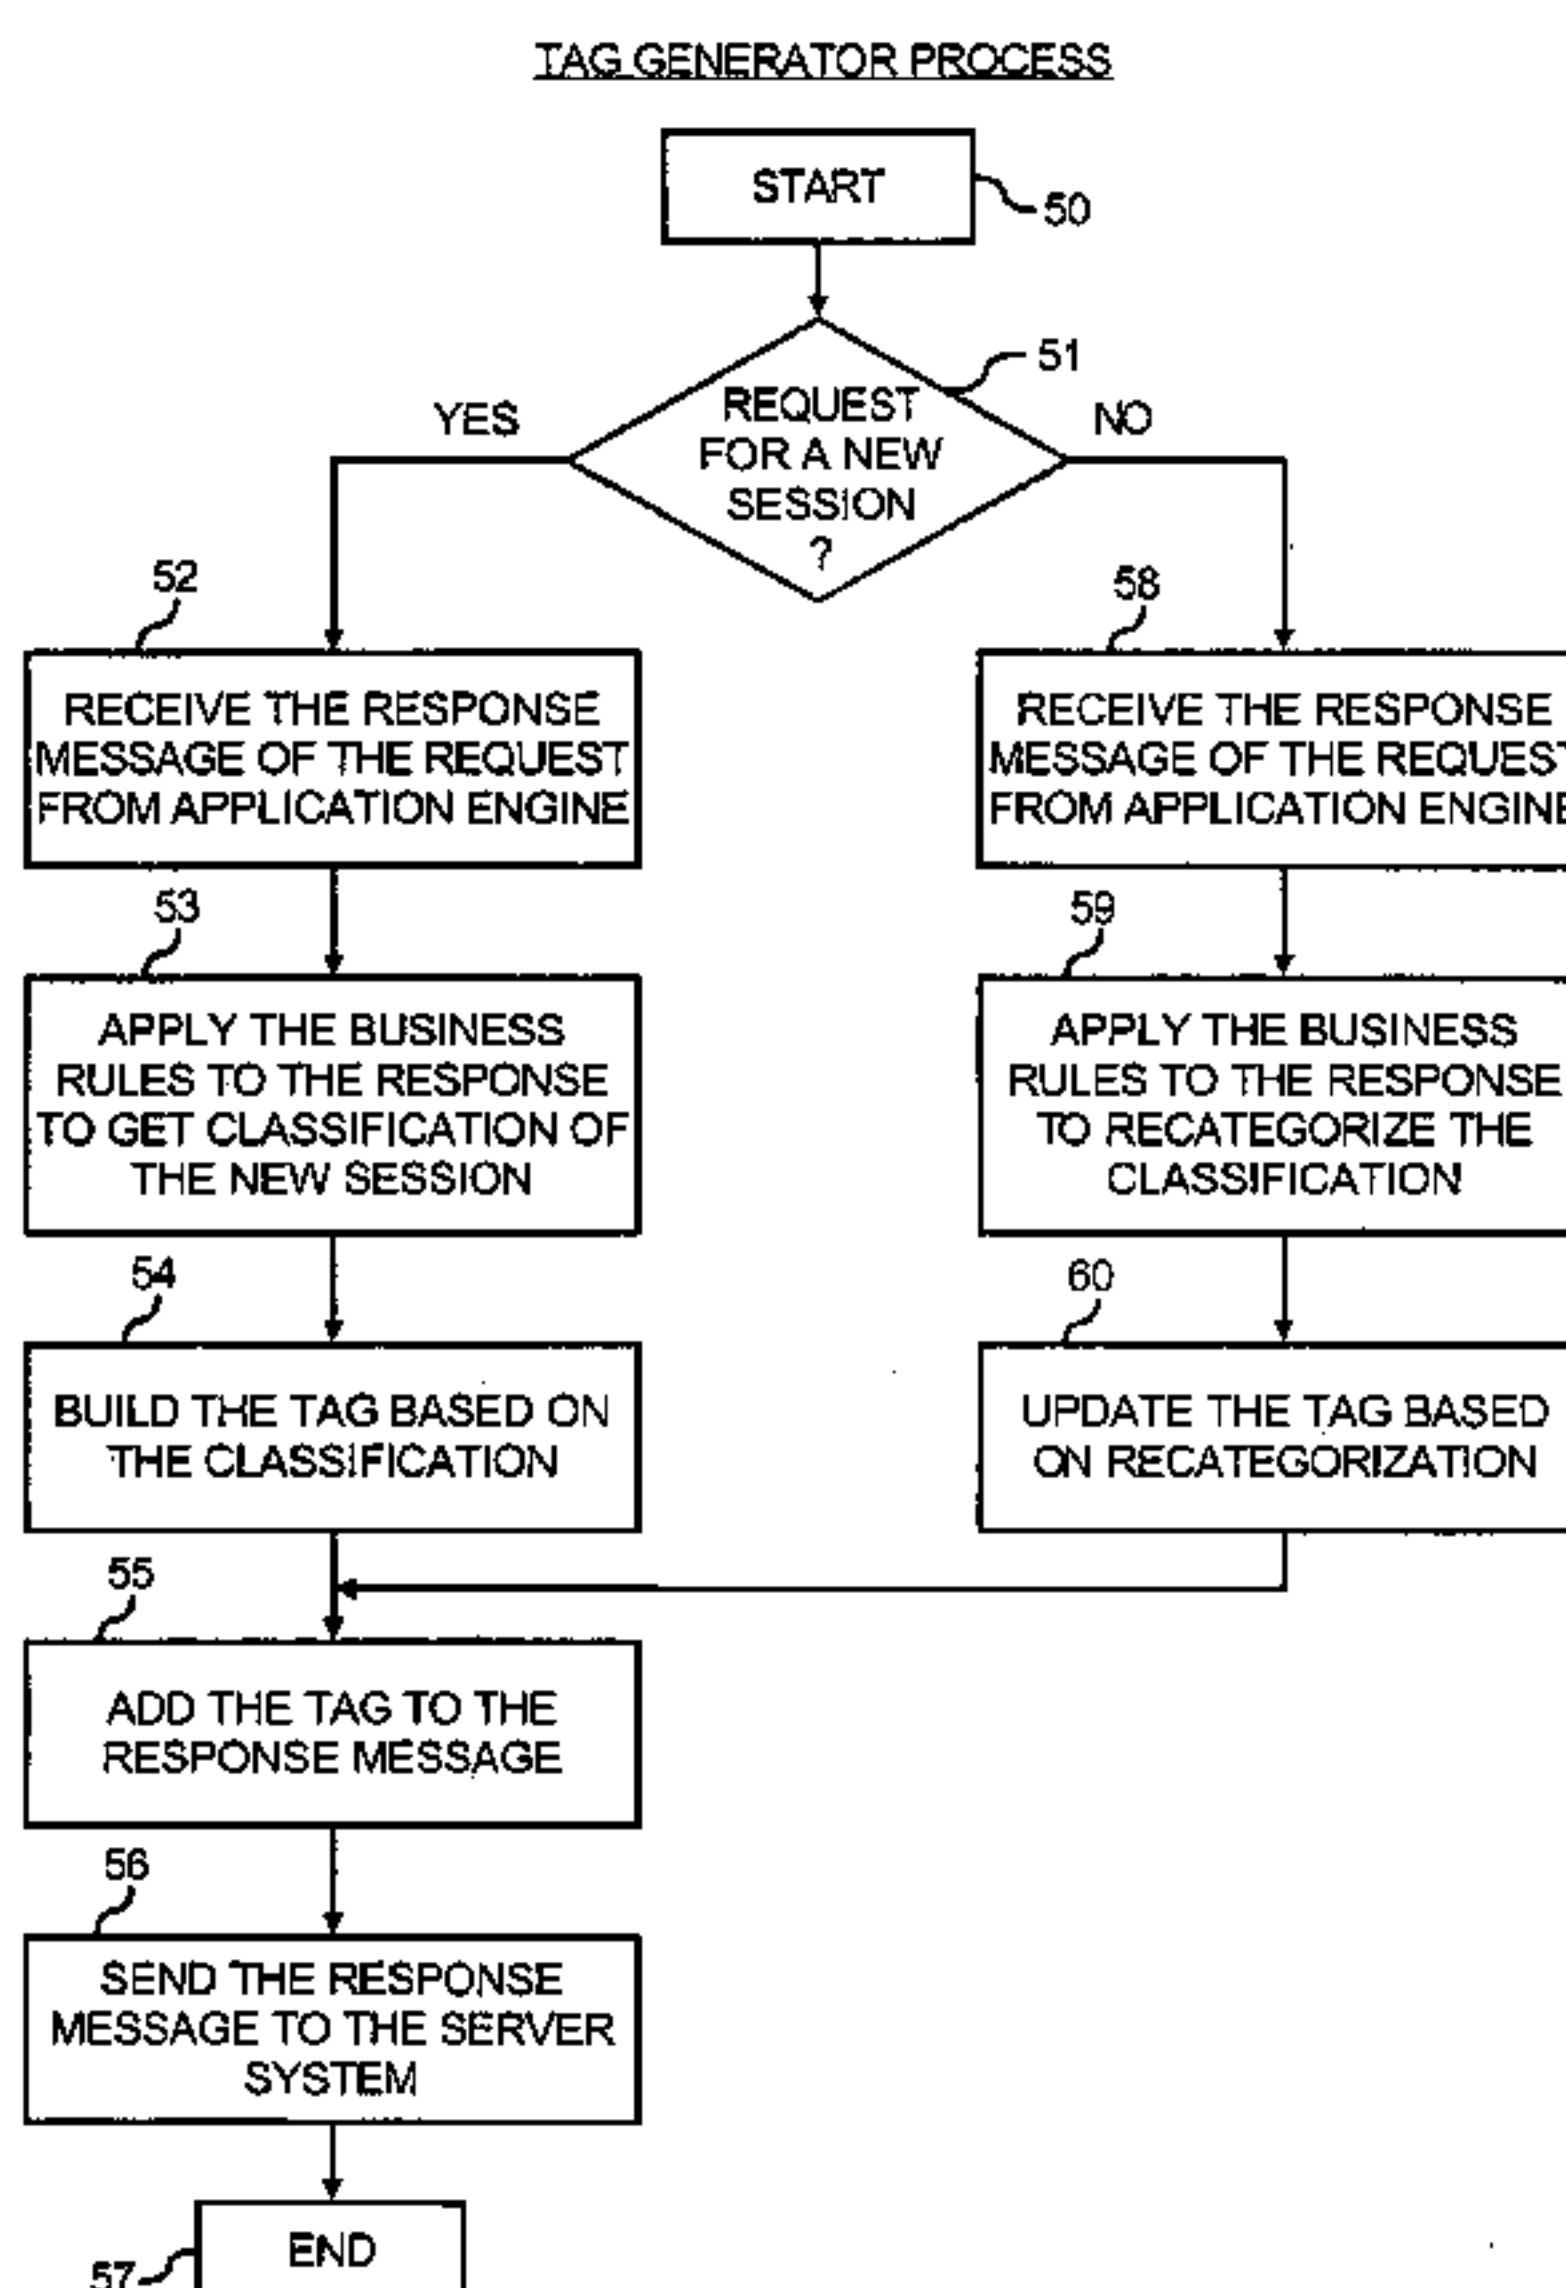 TAG GENERATOR PROCESS
START
50
51
REQUEST
FOR A NEW
SESSION
?
YES
NO
52
RECEIVE THE RESPONSE
MESSAGE OF THE REQUEST
FROM APPLICATION ENGINE
53
APPLY THE BUSINESS
RULES TO THE RESPONSE
TO GET CLASSIFICATION OF
THE NEW SESSION
54
BUILD THE TAG BASED ON
THE CLASSIFICATION
58
RECEIVE THE RESPONSE
MESSAGE OF THE REQUEST
FROM APPLICATION ENGINE
59
APPLY THE BUSINESS
RULES TO THE RESPONSE
TO RECATEGORIZE THE
CLASSIFICATION
60
UPDATE THE TAG BASED
ON RECATEGORIZATION
55
ADD THE TAG TO THE
RESPONSE MESSAGE
56
SEND THE RESPONSE
MESSAGE TO THE SERVER
SYSTEM
END
57